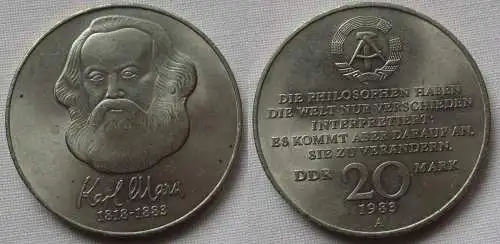 Karl Marx
1818-1883
DIE PHILOSOPHEN HABEN
DIE WELT NUR VERSCHIEDEN
INTERPRETIERT;
ES KOMMT ABER DARAUF AN,
SIE ZU VERÄNDERN.
DDR 20 MARK
1983
A